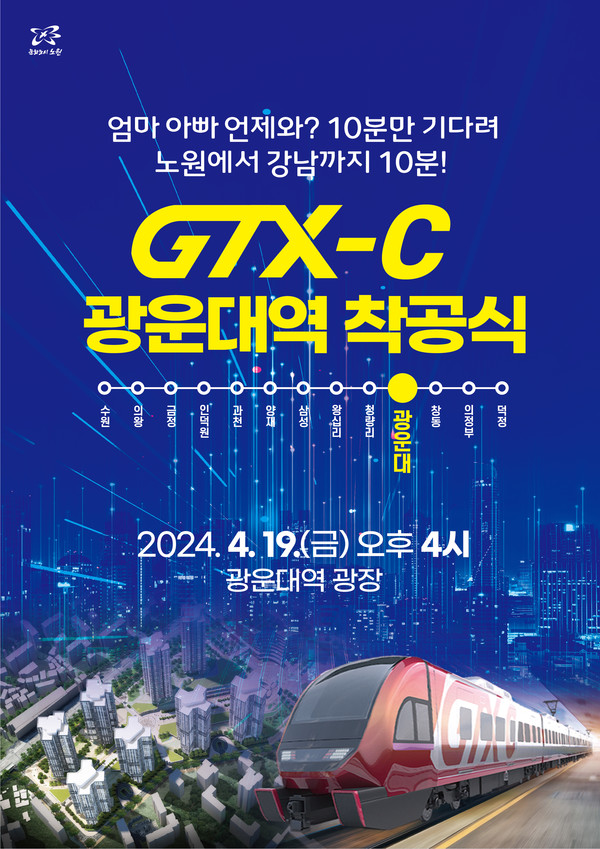 문화도시 노원
엄마 아빠 언제와? 10분만 기다려
노원에서 강남까지 10분!
GTX-C
광운대역 착공식
수원 의왕 금정 인덕원 과천 양재 삼성 왕십리 청량리 광운대 창동 의정부 덕정
2024. 4. 19.(금) 오후 4시
광운대역 광장
GTX-C